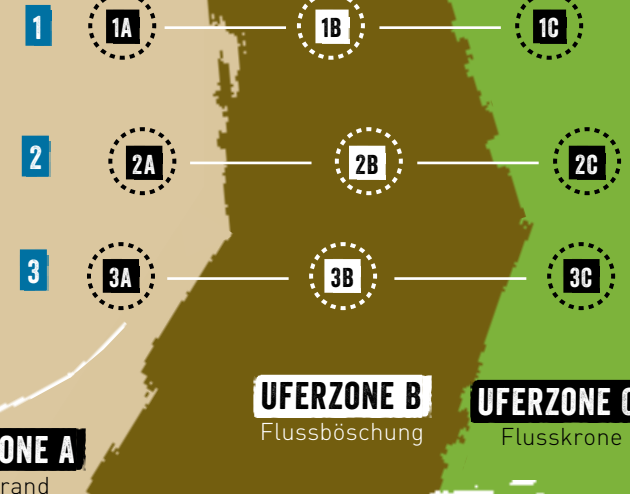 1 1A 1B 1C
2 2A 2B 2C
3 3A 3B 3C
UFERZONE B
Flussböschung
UFERZONE
Flusskrone
ONE A
rand